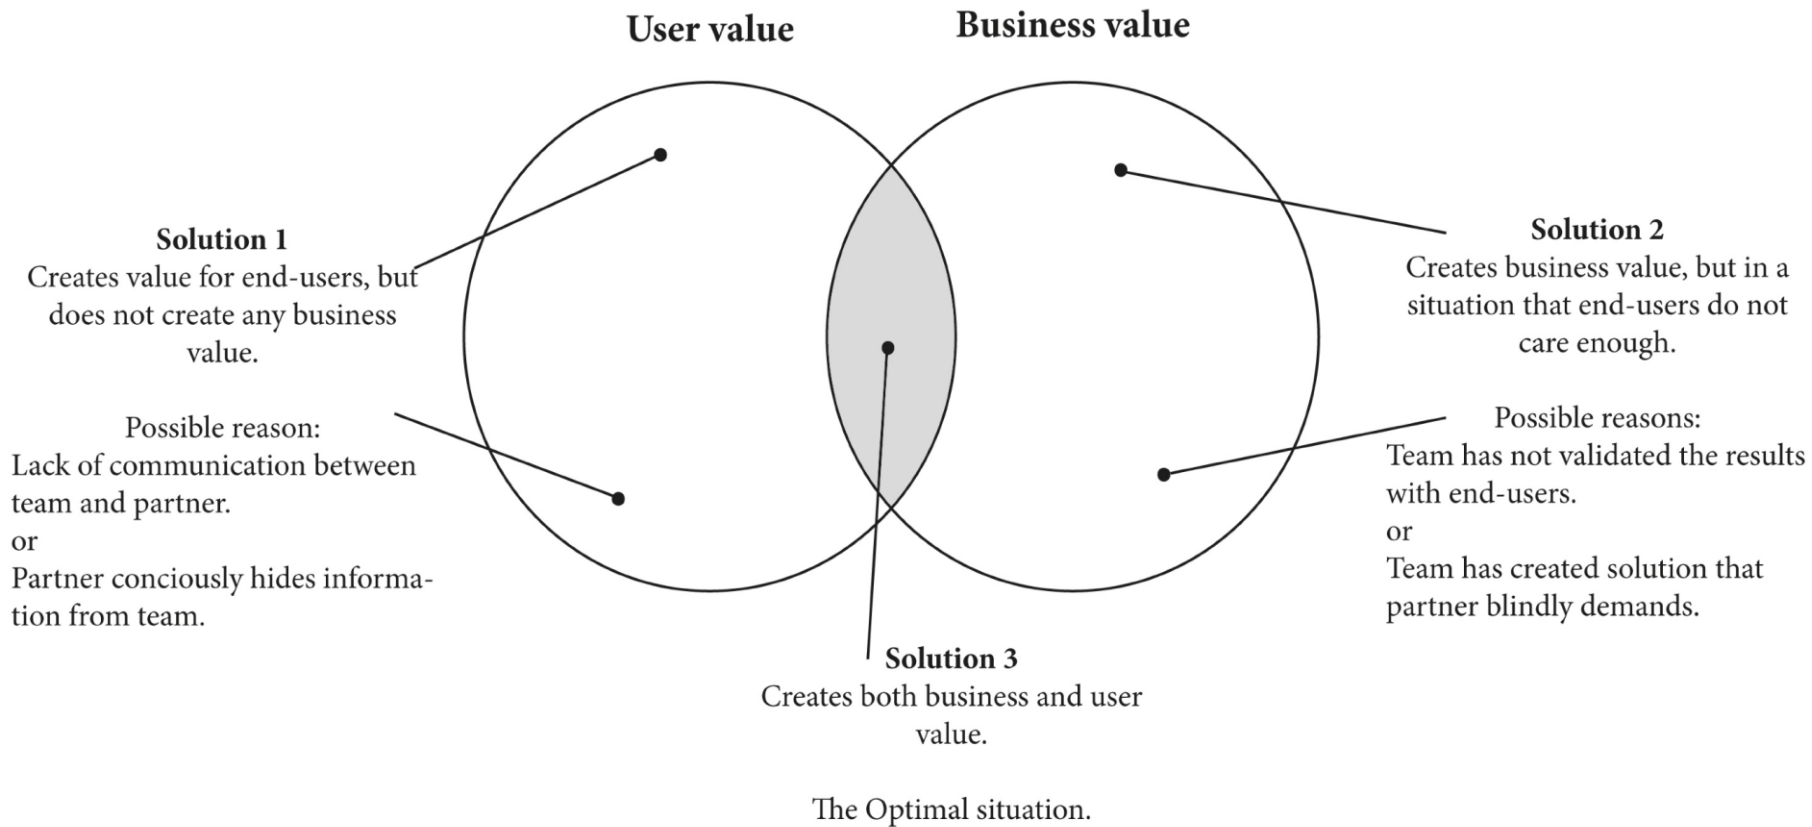 User value
Business value
Solution 1
Creates value for end-users, but
does not create any business
value.
Possible reason:
Lack of communication between
team and partner.
or
Partner conciously hides informa-
tion from team.
Solution 2
Creates business value, but in a
situation that end-users do not
care enough.
Possible reasons:
Team has not validated the results
with end-users.
or
Team has created solution that
partner blindly demands.
Solution 3
Creates both business and user
value.
The Optimal situation.